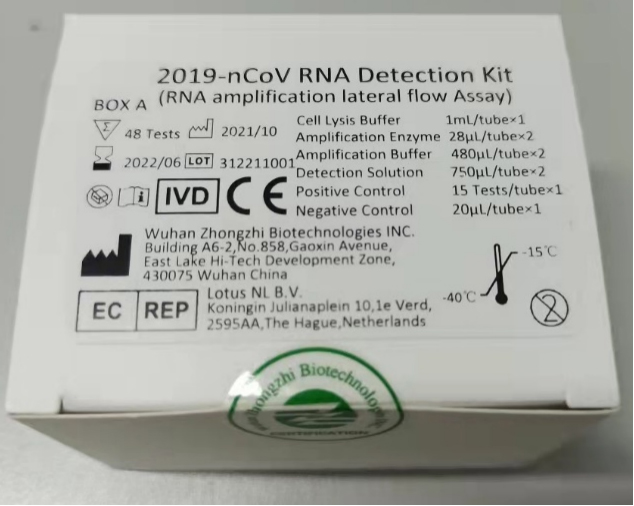 2019-nCoV RNA Detection Kit
BOX A (RNA amplification lateral flow Assay)
48 Tests 2021/10
2022/06 LOT 312211001
IVD CE
Cell Lysis Buffer 1mL/tube×1
Amplification Enzyme 28µL/tube×2
Amplification Buffer 480µL/tube×2
Detection Solution 750µL/tube×2
Positive Control 15 Tests/tube×1
Negative Control 20µL/tube×1
Wuhan Zhongzhi Biotechnologies INC.
Building A6-2,No.858,Gaoxin Avenue,
East Lake Hi-Tech Development Zone,
430075 Wuhan China
EC REP
Lotus NL B.V.
Koningin Julianaplein 10,1e Verd,
2595AA,The Hague,Netherlands
-15℃
-40℃
2
Zhongzhi Biotechnologies
CERTIFICATION